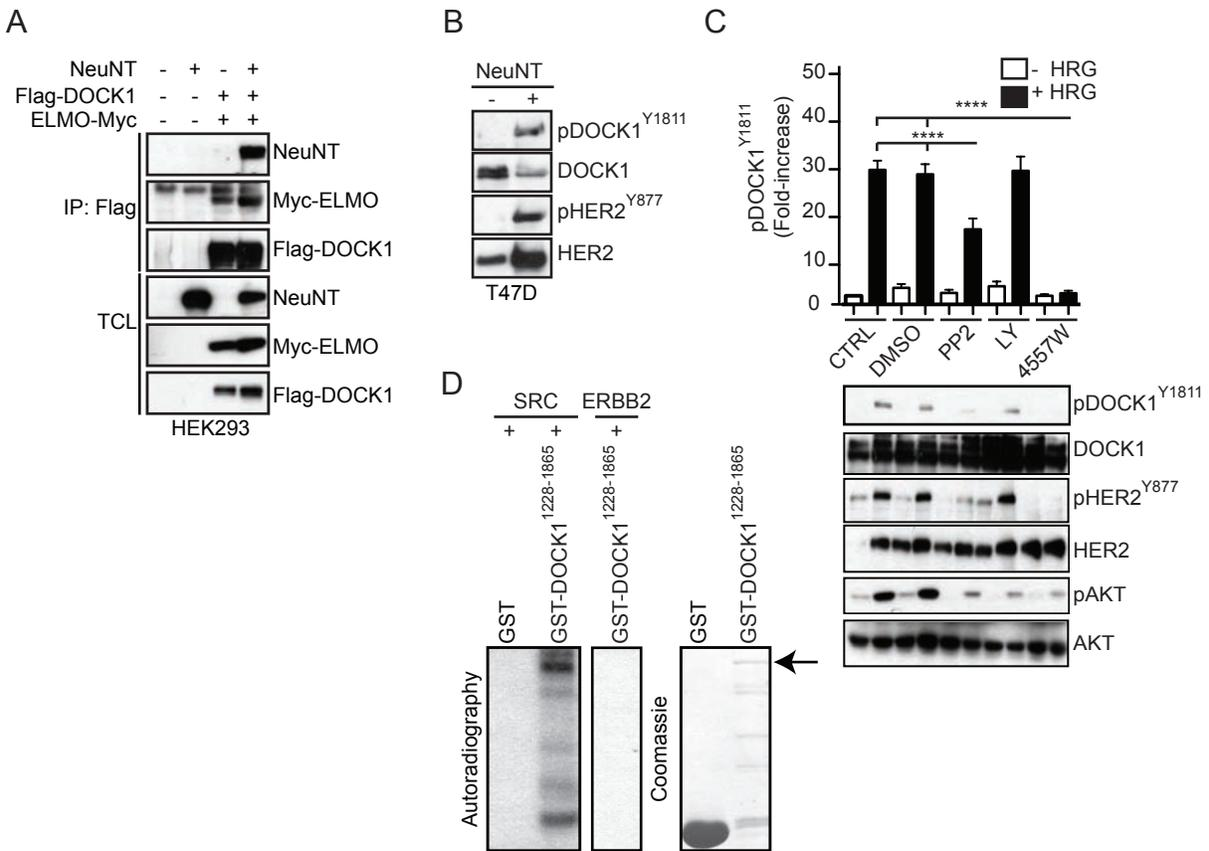 A
NeuNT - + - +
Flag-DOCK1 - - + +
ELMO-Myc - - + +
IP: Flag
NeuNT
Myc-ELMO
Flag-DOCK1
TCL
NeuNT
Myc-ELMO
Flag-DOCK1
HEK293
B
NeuNT
- +
pDOCK1Y1811
DOCK1
pHER2Y877
HER2
T47D
C
- HRG
+ HRG
pDOCK1Y1811
(Fold-increase)
50
40
30
20
10
0
****
****
CTRL
DMSO
PP2
LY
4557W
pDOCK1Y1811
DOCK1
pHER2Y877
HER2
pAKT
AKT
D
SRC ERBB2
+ + +
GST
GST-DOCK11228-1865
GST-DOCK11228-1865
GST
GST-DOCK11228-1865
Autoradiography
Coomassie